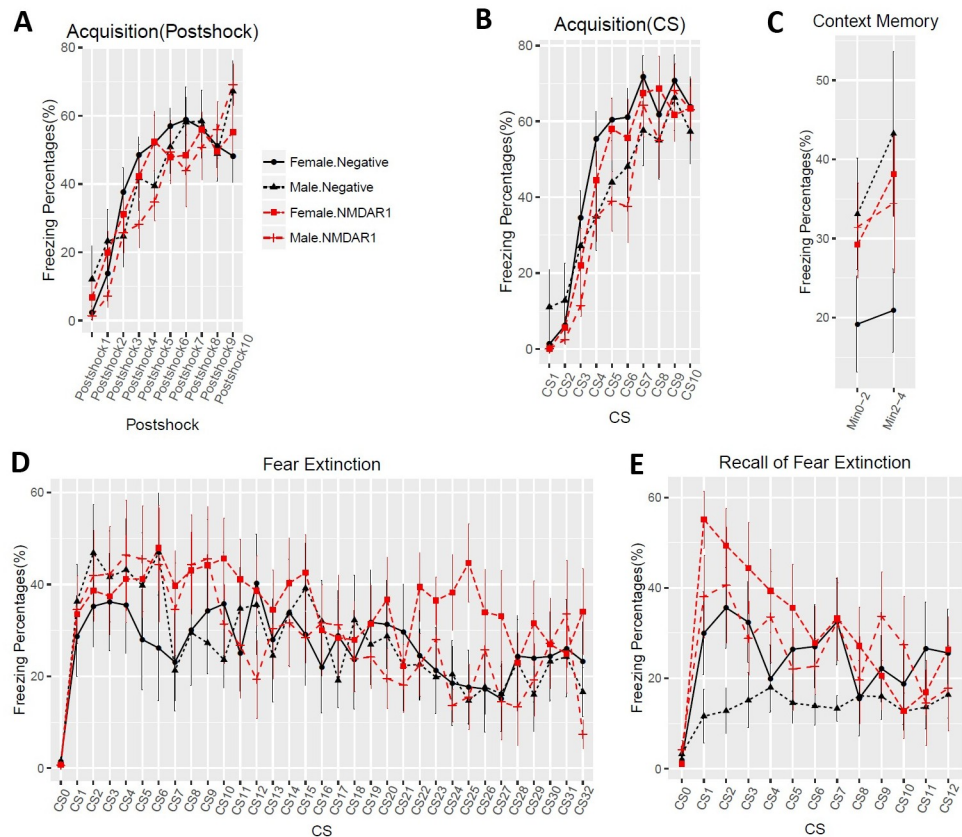 A
Acquisition(Postshock)
Freezing Percentages(%)
80
60
40
20
0
Postshock1
Postshock2
Postshock3
Postshock4
Postshock5
Postshock6
Postshock7
Postshock8
Postshock9
Postshock10
Postshock
Female.Negative
Male.Negative
Female.NMDAR1
Male.NMDAR1
B
Acquisition(CS)
Freezing Percentages(%)
80
60
40
20
0
CS1
CS2
CS3
CS4
CS5
CS6
CS7
CS8
CS9
CS10
CS
C
Context Memory
Freezing Percentages(%)
50
40
30
20
Min0-2
Min2-4
D
Fear Extinction
Freezing Percentages(%)
60
40
20
0
CS0
CS1
CS2
CS3
CS4
CS5
CS6
CS7
CS8
CS9
CS10
CS11
CS12
CS13
CS14
CS15
CS16
CS17
CS18
CS19
CS20
CS21
CS22
CS23
CS24
CS25
CS26
CS27
CS28
CS29
CS30
CS31
CS32
CS
E
Recall of Fear Extinction
Freezing Percentages(%)
60
40
20
0
CS0
CS1
CS2
CS3
CS4
CS5
CS6
CS7
CS8
CS9
CS10
CS11
CS12
CS